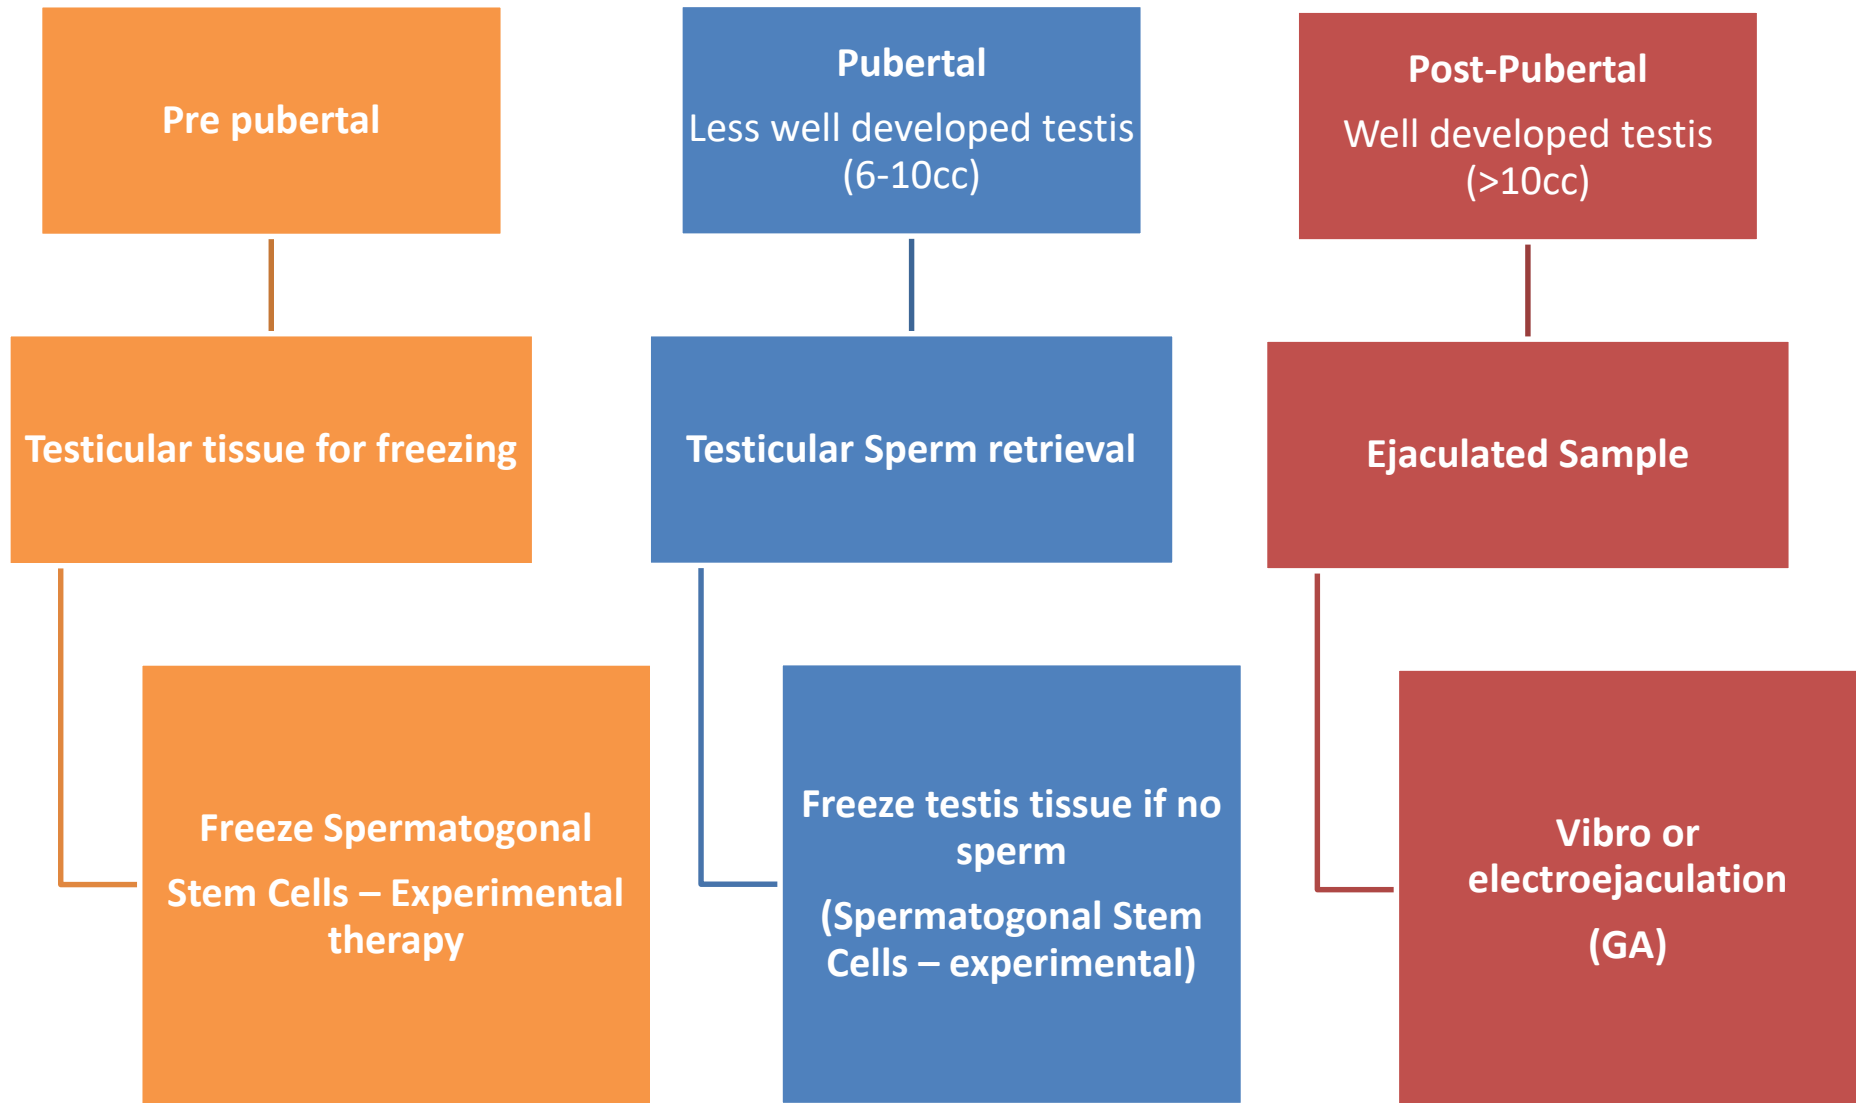 Pre pubertal
Testicular tissue for freezing
Freeze Spermatogonal
Stem Cells – Experimental
therapy
Pubertal
Less well developed testis
(6-10cc)
Testicular Sperm retrieval
Freeze testis tissue if no
sperm
(Spermatogonal Stem
Cells – experimental)
Post-Pubertal
Well developed testis
(>10cc)
Ejaculated Sample
Vibro or
electroejaculation
(GA)